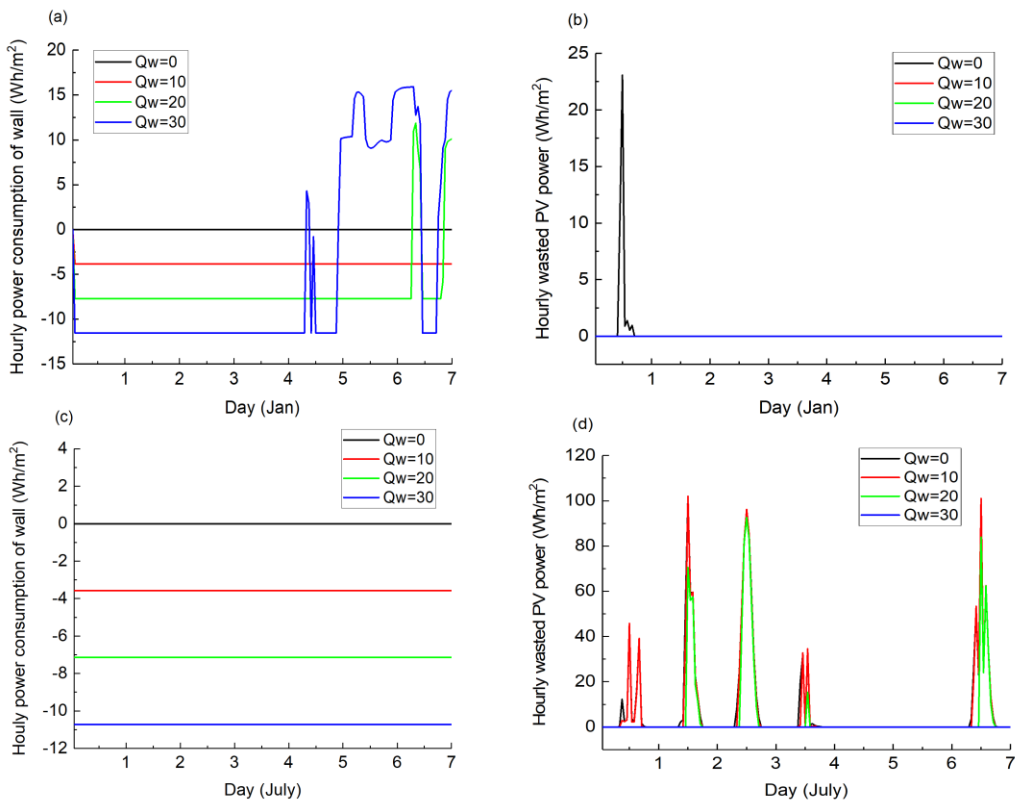 (a)
Hourly power consumption of wall (Wh/m²)
20
15
10
5
0
-5
-10
-15
Qw=0
Qw=10
Qw=20
Qw=30
1 2 3 4 5 6 7
Day (Jan)
(b)
Hourly wasted PV power (Wh/m²)
25
20
15
10
5
0
Qw=0
Qw=10
Qw=20
Qw=30
1 2 3 4 5 6 7
Day (Jan)
(c)
Houly power consumption of wall (Wh/m²)
4
2
0
-2
-4
-6
-8
-10
-12
Qw=0
Qw=10
Qw=20
Qw=30
1 2 3 4 5 6 7
Day (July)
(d)
Hourly wasted PV power (Wh/m²)
120
100
80
60
40
20
0
Qw=0
Qw=10
Qw=20
Qw=30
1 2 3 4 5 6 7
Day (July)